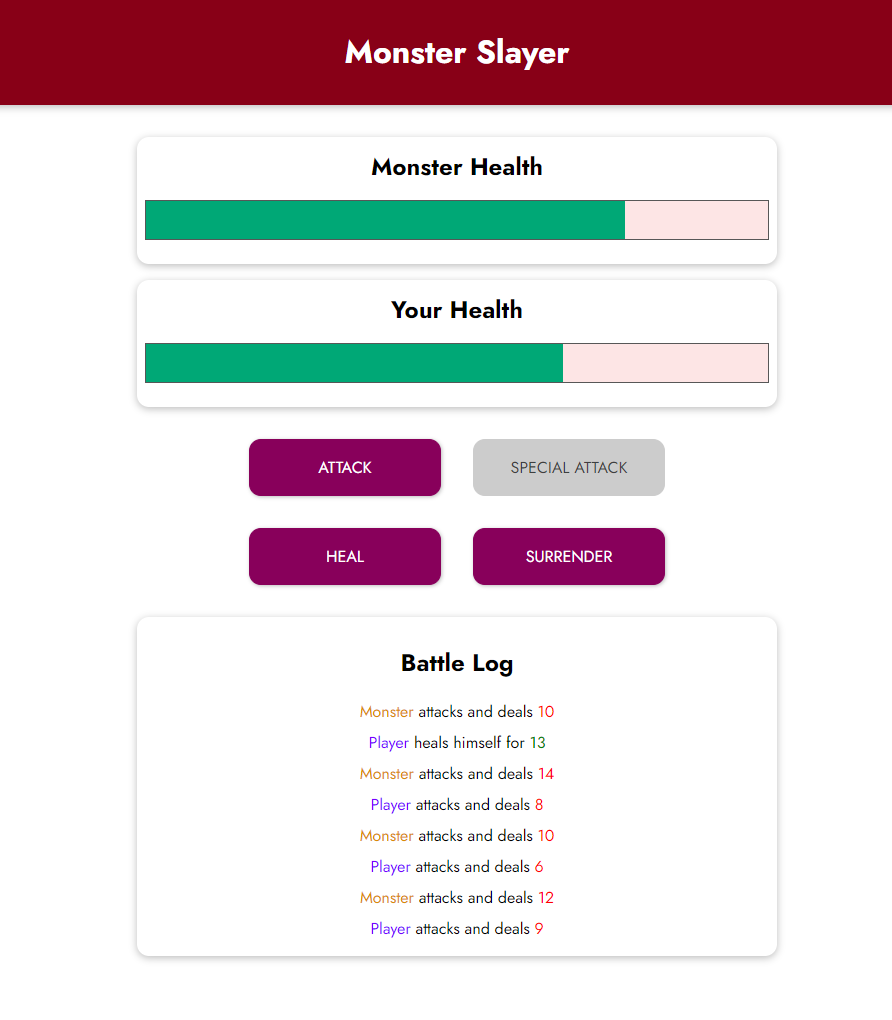 Monster Slayer
Monster Health
Your Health
ATTACK
SPECIAL ATTACK
HEAL
SURRENDER
Battle Log
Monster attacks and deals 10
Player heals himself for 13
Monster attacks and deals 14
Player attacks and deals 8
Monster attacks and deals 10
Player attacks and deals 6
Monster attacks and deals 12
Player attacks and deals 9